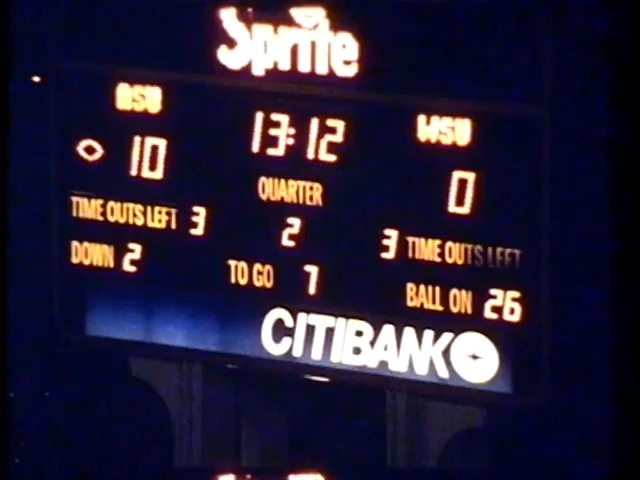 Sprite
ASU 13:12 WSU
10 QUARTER 0
TIME OUTS LEFT 3 2 3 TIME OUTS LEFT
DOWN 2 TO GO 7 BALL ON 26
CITIBANK